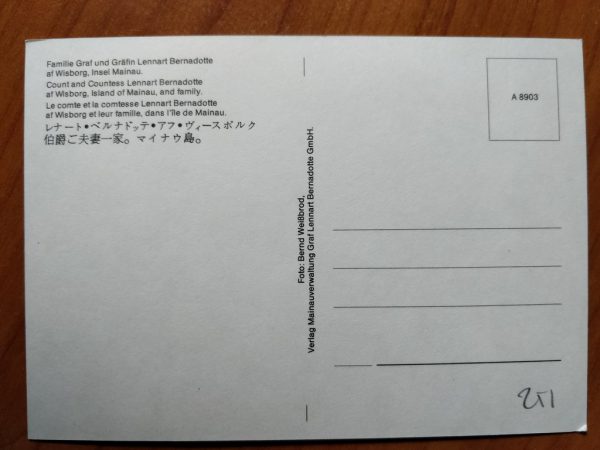 Familie Graf und Gräfin Lennart Bernadotte
af Wisborg, Insel Mainau.
Count and Countess Lennart Bernadotte
af Wisborg, Island of Mainau, and family.
Le comte et la comtesse Lennart Bernadotte
af Wisborg et leur famille, dans l'île de Mainau.
レナート・ベルナドッテ・アフ・ヴィースボルク
伯爵ご夫妻一家。マイナウ島。
Foto: Bernd Weißbrod,
Verlag Mainauverwaltung Graf Lennart Bernadotte GmbH.
A 8903